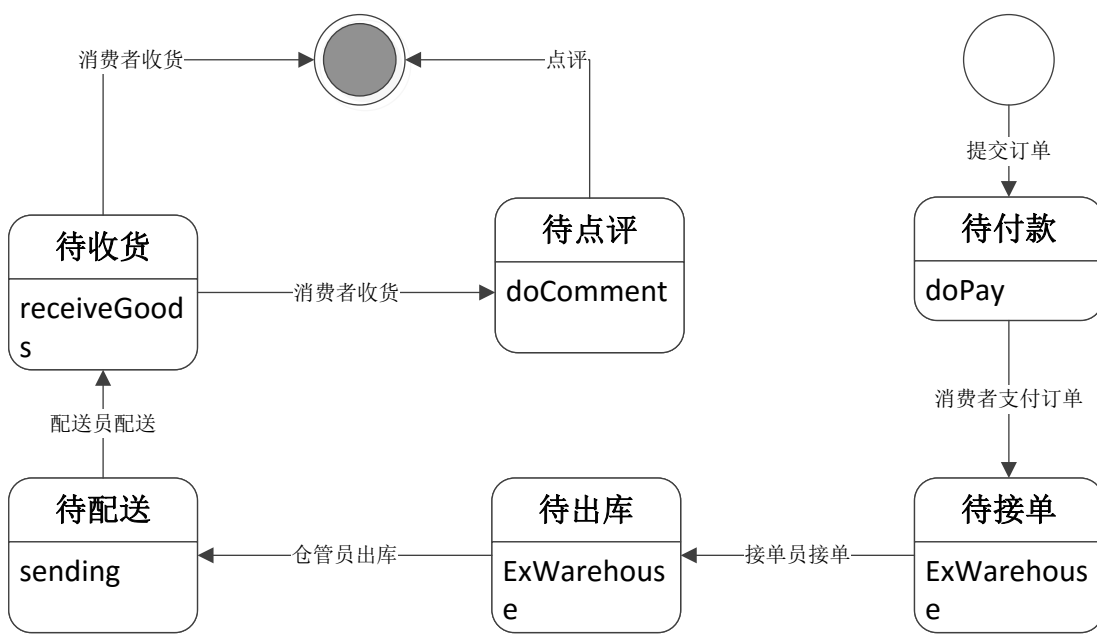 消费者收货
点评
提交订单
待收货
receiveGood
s
消费者收货
待点评
doComment
待付款
doPay
配送员配送
消费者支付订单
待配送
sending
仓管员出库
待出库
ExWarehous
e
接单员接单
待接单
ExWarehous
e